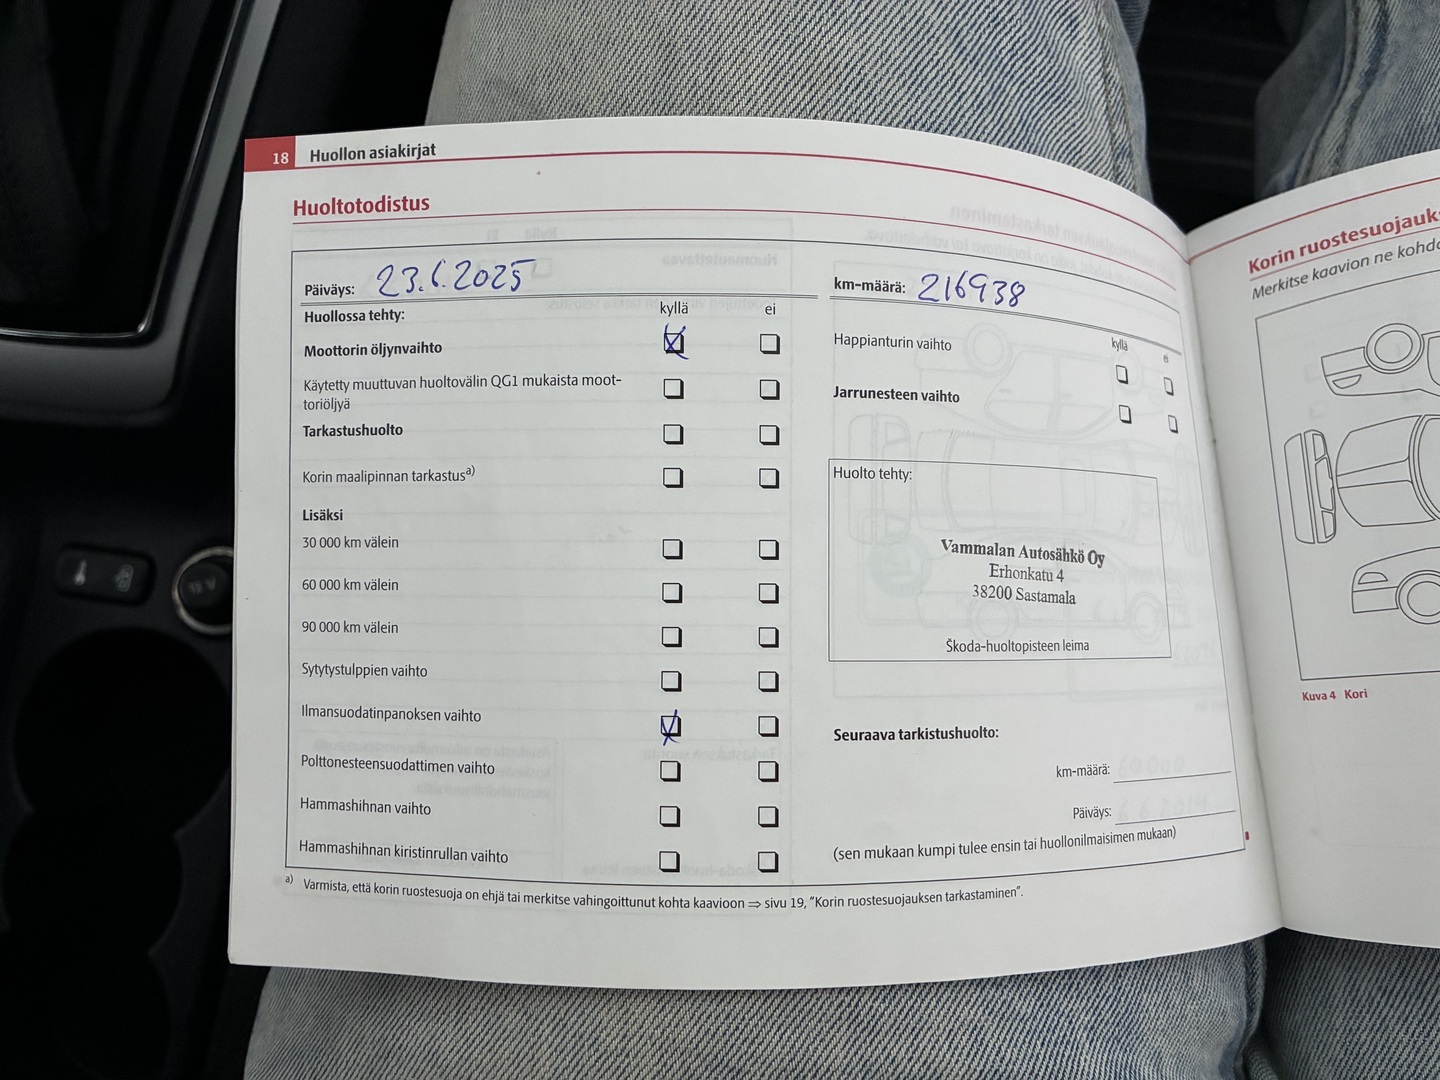 18 Huollon asiakirjat
Huoltotodistus
Päiväys: 23.6.2025
Huollossa tehty: kyllä ei
Moottorin öljynvaihto
Käytetty muuttuvan huoltovälin QG1 mukaista moot-
toriöljyä
Tarkastushuolto
Korin maalipinnan tarkastus a)
Lisäksi
30 000 km välein
60 000 km välein
90 000 km välein
Sytytystulppien vaihto
Ilmansuodatinpanoksen vaihto
Polttonesteensuodattimen vaihto
Hammashihnan vaihto
Hammashihnan kiristinrullan vaihto
km-määrä: 216938
kyllä ei
Happianturin vaihto
Jarrunesteen vaihto
Huolto tehty:
Vammalan Autosähkö Oy
Erhonkatu 4
38200 Sastamala
Škoda-huoltopisteen leima
Seuraava tarkistushuolto:
km-määrä:
Päiväys:
(sen mukaan kumpi tulee ensin tai huollonilmaisimen mukaan)
a) Varmista, että korin ruostesuoja on ehjä tai merkitse vahingoittunut kohta kaavioon ⇒ sivu 19, "Korin ruostesuojauksen tarkastaminen".
Korin ruostesuojauk
Merkitse kaavion ne kohd
Kuva 4 Kori